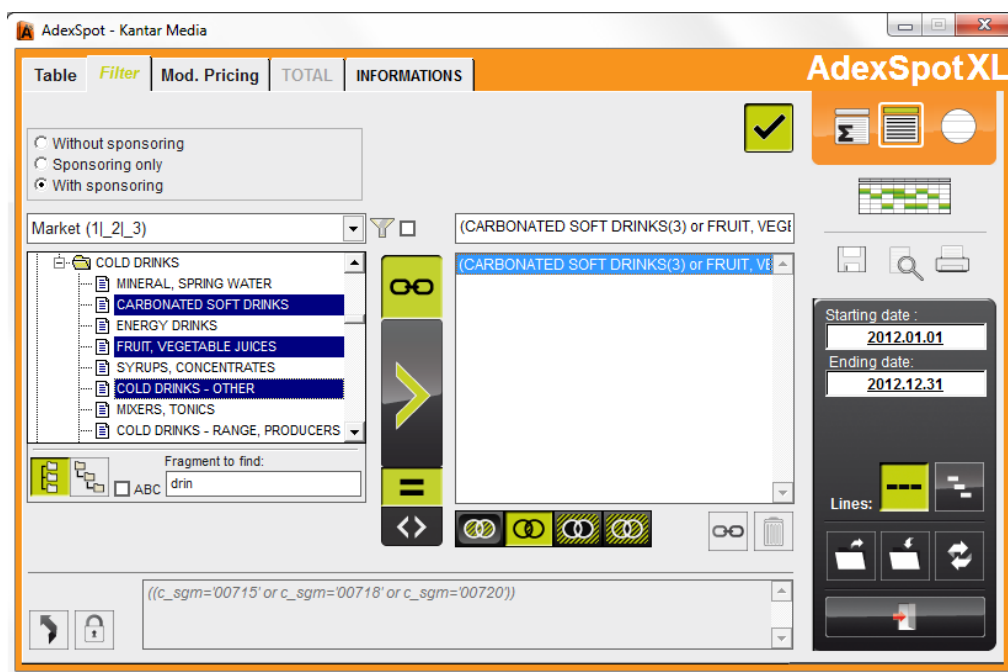 AdexSpot - Kantar Media
Table Filter Mod. Pricing TOTAL INFORMATIONS
AdexSpot XL
Without sponsoring
Sponsoring only
With sponsoring
Market (1|_2|_3)
(CARBONATED SOFT DRINKS(3) or FRUIT, VEGE
COLD DRINKS
MINERAL, SPRING WATER
CARBONATED SOFT DRINKS
ENERGY DRINKS
FRUIT, VEGETABLE JUICES
SYRUPS, CONCENTRATES
COLD DRINKS - OTHER
MIXERS, TONICS
COLD DRINKS - RANGE, PRODUCERS
(CARBONATED SOFT DRINKS(3) or FRUIT, VE
Starting date :
2012.01.01
Ending date:
2012.12.31
Fragment to find:
ABC
drin
Lines:
((c_sgm='00715' or c_sgm='00718' or c_sgm='00720'))